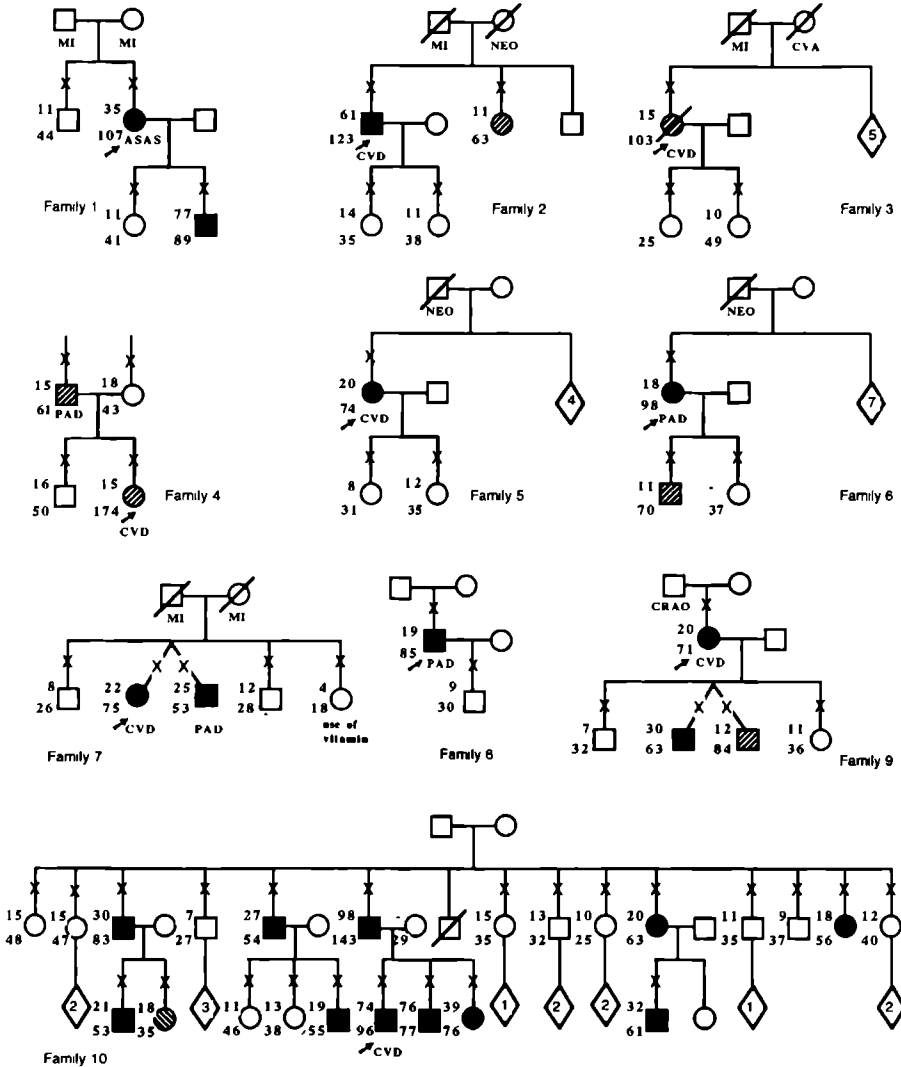 MI MI
11 35
44 107 ASAS
11 77
41 89
Family 1
MI NEO
61 11
123 63
CVD
14 11
35 38
Family 2
MI CVA
15
103 5
CVD
10
25 49
Family 3
15 18
61 PAD 43
16 15
50 174
CVD
Family 4
NEO
20
74 CVD 4
8 12
31 35
Family 5
NEO
18
98 PAD 7
11 -
70 37
Family 6
MI MI
8 22 25 12 4
26 75 53 28 18
CVD PAD use of
vitamin
Family 7
19
85 PAD
9
30
Family 8
CRAO
20
71 CVD
7 30 12 11
32 63 84 36
Family 9
15 15 30 7 27 98 - 15 13 10 20 11 9 18 12
48 47 83 27 54 143 29 35 32 25 63 35 37 56 40
2 21 18 3 11 13 19 74 76 39 1 2 2 32 1 2
53 35 46 38 55 96 77 76 61
CVD
Family 10